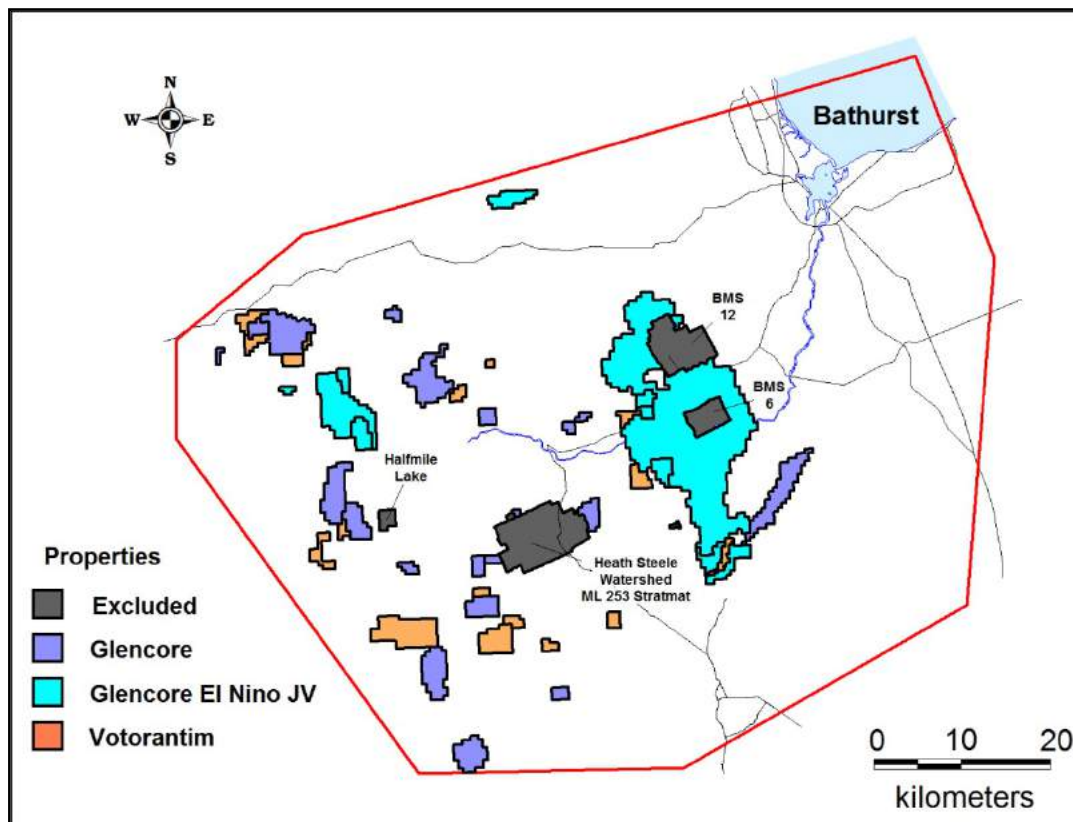 N
W E
S
Bathurst
BMS
12
BMS
6
Halfmile
Lake
Heath Steele
Watershed
ML 253 Stratmat
Properties
Excluded
Glencore
Glencore El Nino JV
Votorantim
0 10 20
kilometers